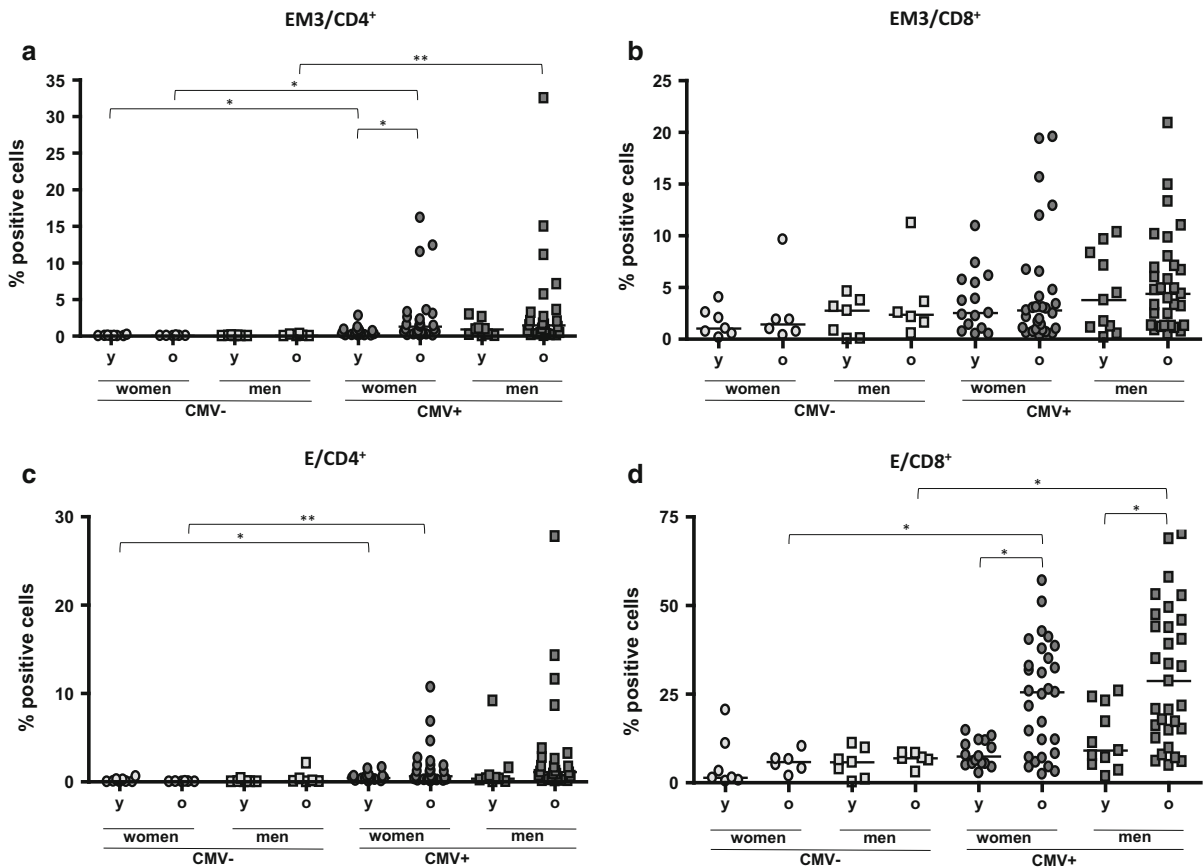 EM3/CD4+
EM3/CD8+
a
b
% positive cells
35
30
25
20
15
10
5
0
*
*
*
**
y o y o y o y o
women men women men
CMV- CMV+
% positive cells
25
20
15
10
5
0
y o y o y o y o
women men women men
CMV- CMV+
E/CD4+
E/CD8+
c
d
% positive cells
30
20
10
0
*
**
y o y o y o y o
women men women men
CMV- CMV+
% positive cells
75
50
25
0
*
*
*
*
y o y o y o y o
women men women men
CMV- CMV+